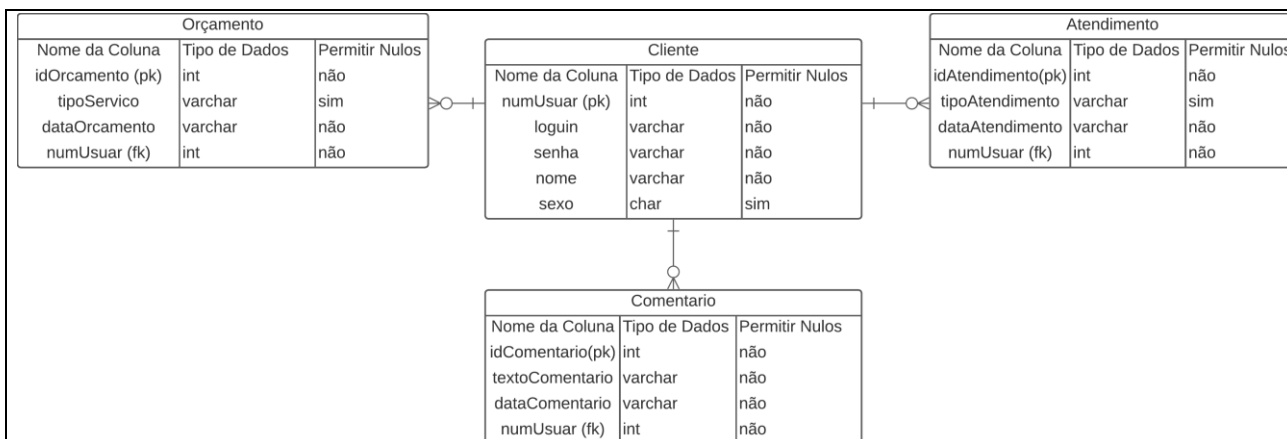 Orçamento
Nome da Coluna Tipo de Dados Permitir Nulos
idOrcamento (pk) int não
tipoServico varchar sim
dataOrcamento varchar não
numUsuar (fk) int não
Cliente
Nome da Coluna Tipo de Dados Permitir Nulos
numUsuar (pk) int não
loguin varchar não
senha varchar não
nome varchar não
sexo char sim
Atendimento
Nome da Coluna Tipo de Dados Permitir Nulos
idAtendimento(pk) int não
tipoAtendimento varchar sim
dataAtendimento varchar não
numUsuar (fk) int não
Comentario
Nome da Coluna Tipo de Dados Permitir Nulos
idComentario(pk) int não
textoComentario varchar não
dataComentario varchar não
numUsuar (fk) int não